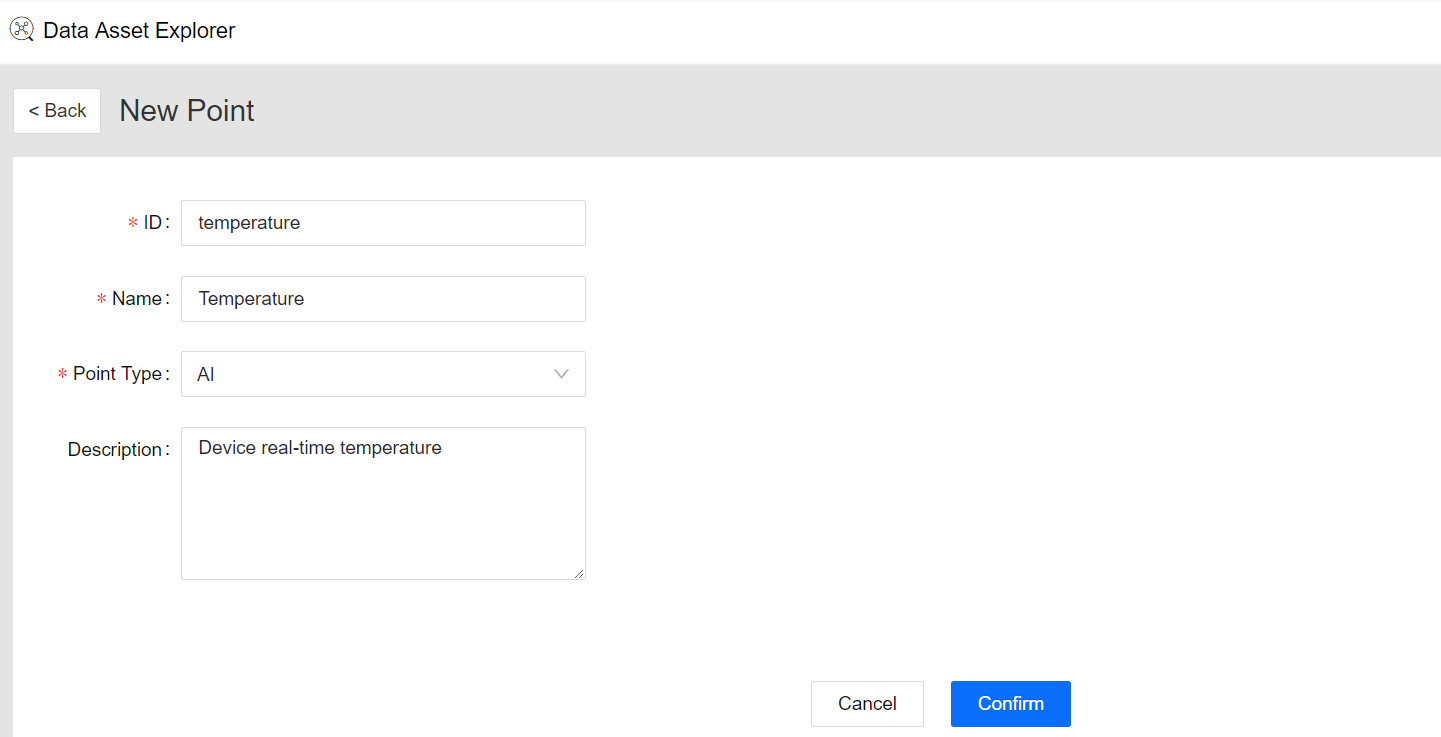 Data Asset Explorer
< Back
New Point
* ID:
temperature
* Name:
Temperature
* Point Type:
AI
Description:
Device real-time temperature
Cancel
Confirm